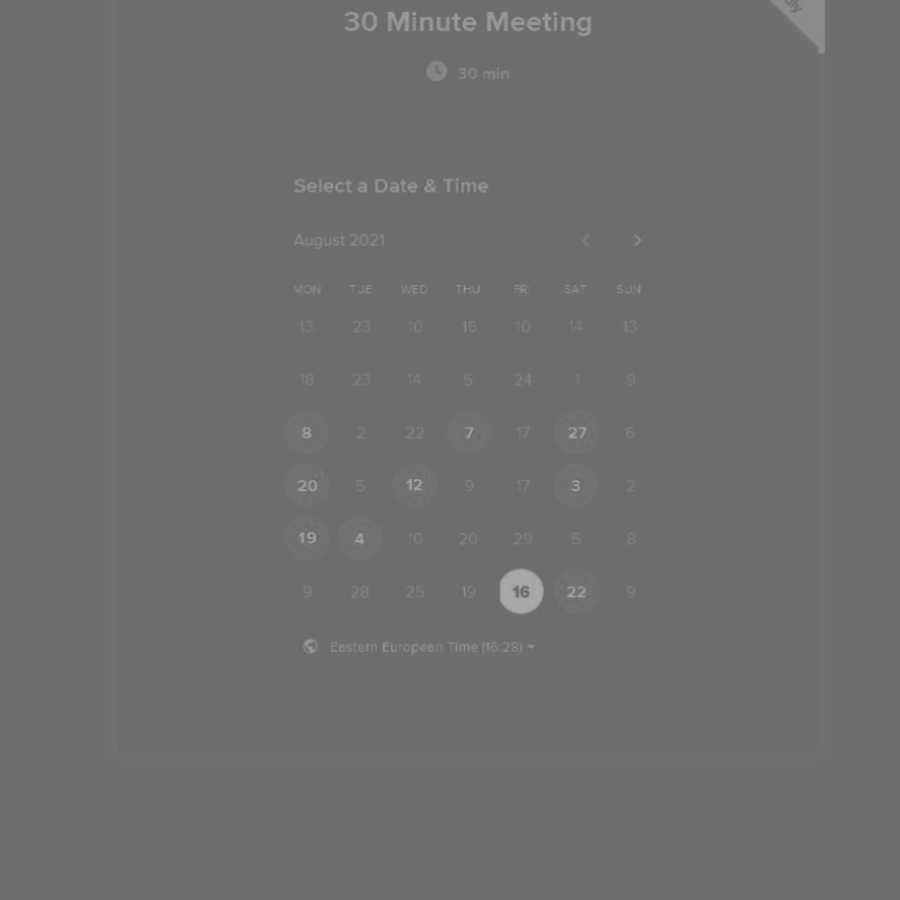 30 Minute Meeting
30 min
Select a Date & Time
August 2021
MON TUE WED THU FRI SAT SUN
13 23 10 15 10 14 13
18 23 14 5 24 1 9
8 2 22 7 17 27 6
20 5 12 9 17 3 2
19 4 10 20 29 5 8
9 28 25 19 16 22 9
Eastern European Time (16:28)